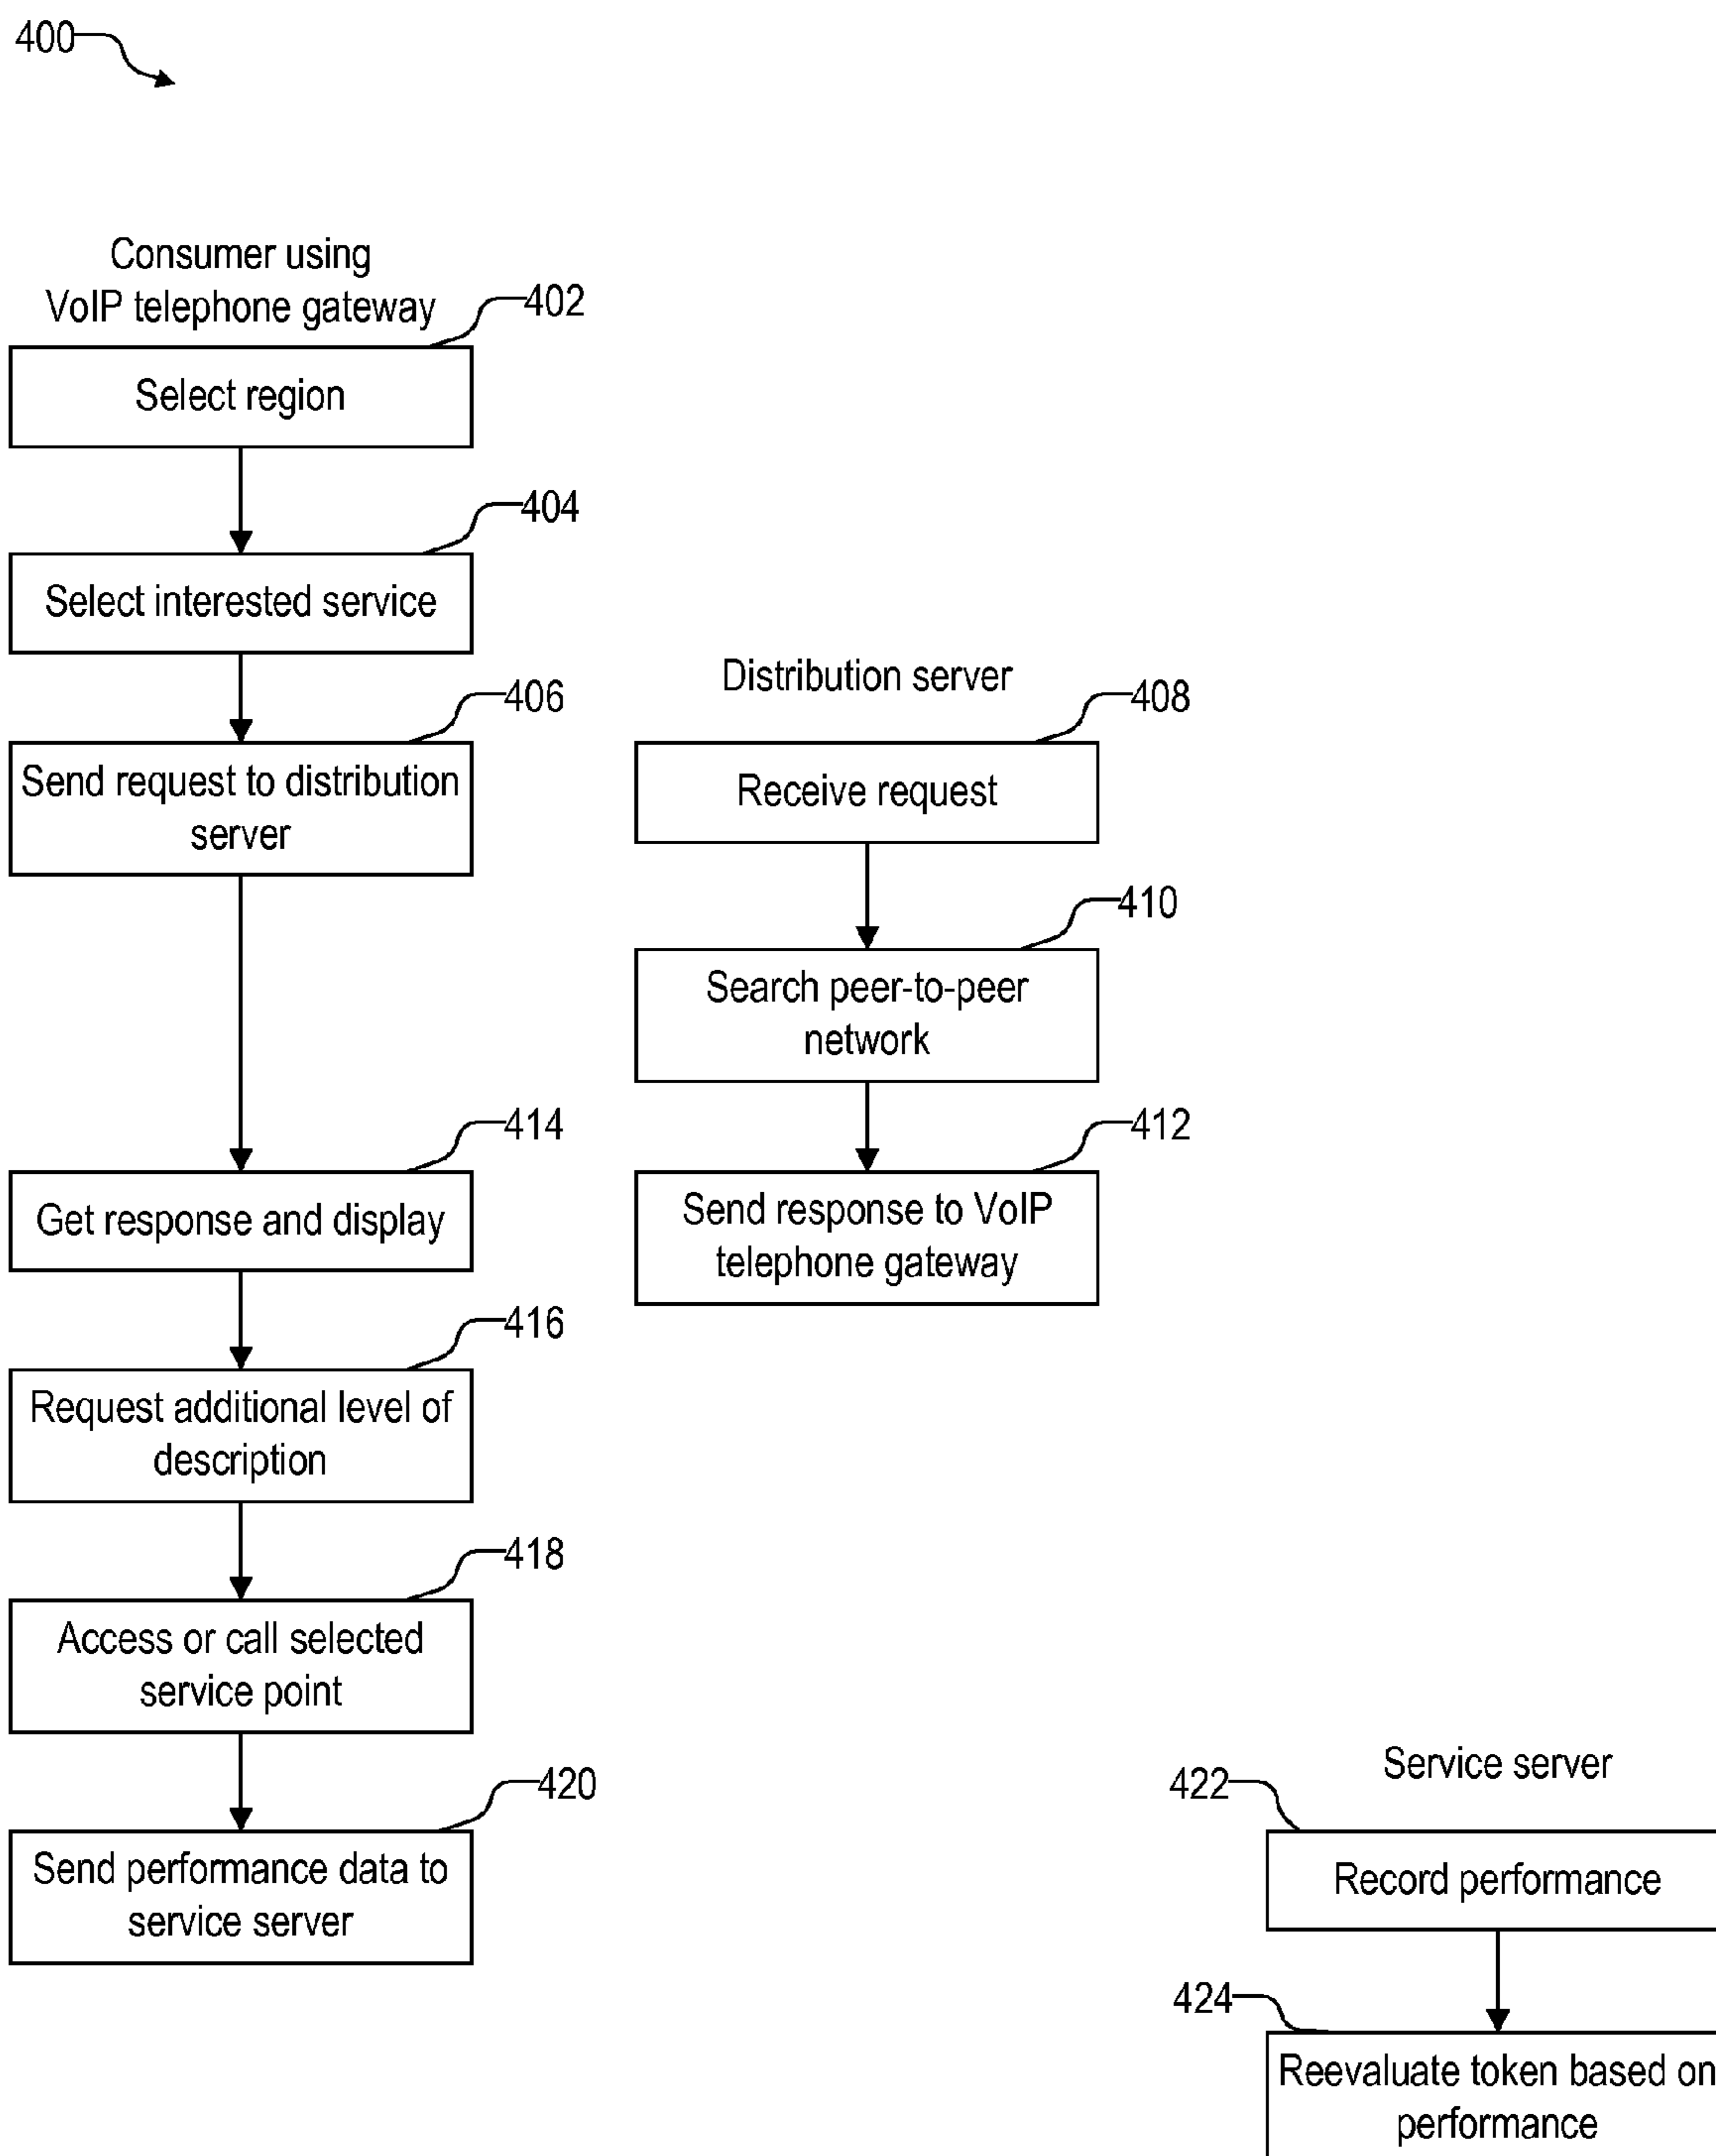 400
Consumer using
VoIP telephone gateway
402
Select region
404
Select interested service
406
Send request to distribution
server
Distribution server
408
Receive request
410
Search peer-to-peer
network
412
Send response to VoIP
telephone gateway
414
Get response and display
416
Request additional level of
description
418
Access or call selected
service point
420
Send performance data to
service server
Service server
422
Record performance
424
Reevaluate token based on
performance